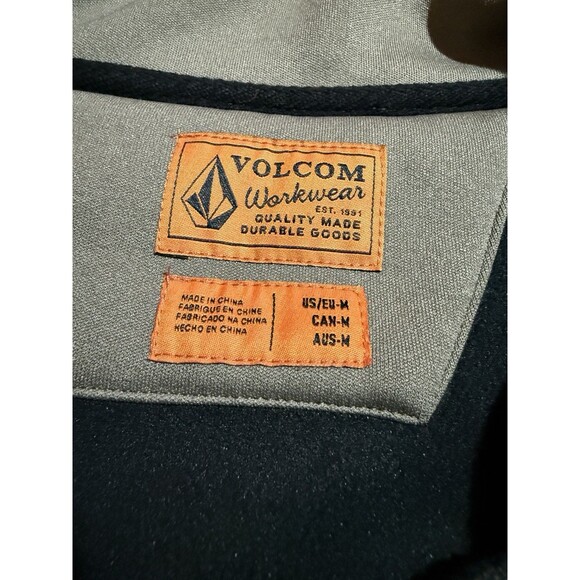 VOLCOM
Workwear
EST. 1991
QUALITY MADE
DURABLE GOODS
MADE IN CHINA
FABRIQUE EN CHINE
FABRICADO NA CHINA
HECHO EN CHINA
US/EU-M
CAN-M
AUS-M